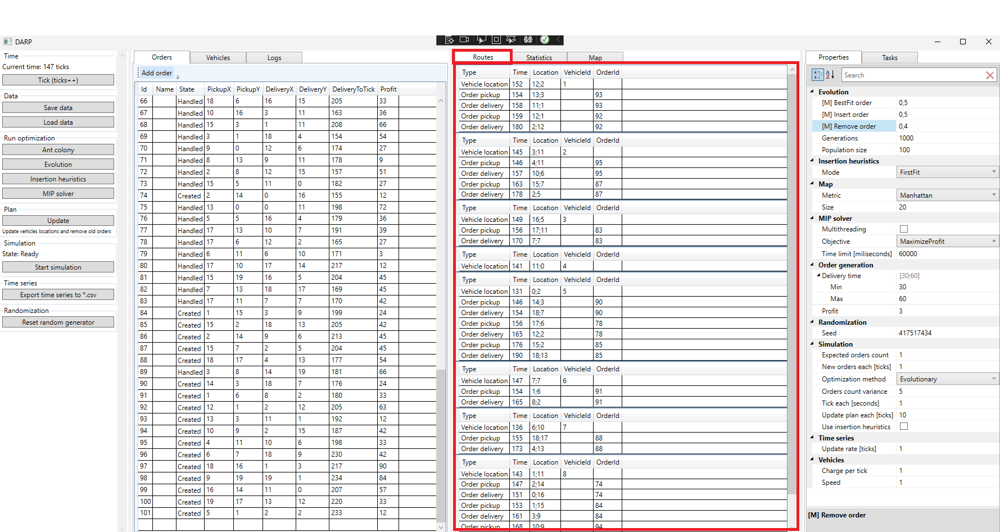 DARP
Time
Current time: 147 ticks
Tick (ticks++)
Data
Save data
Load data
Run optimization
Ant colony
Evolution
Insertion heuristics
MIP solver
Plan
Update
Update vehicles locations and remove old orders
Simulation
State: Ready
Start simulation
Time series
Export time series to *.csv
Randomization
Reset random generator
Orders Vehicles Logs
Add order
Id Name State PickupX PickupY DeliveryX DeliveryY DeliveryToTick Profit
66 Handled 18 6 16 15 205 33
67 Handled 10 16 3 11 163 36
68 Handled 15 3 1 11 208 66
69 Handled 3 1 18 4 154 54
70 Handled 9 0 12 6 174 27
71 Handled 8 13 9 11 178 9
72 Handled 2 8 12 15 157 51
73 Handled 15 5 11 0 182 27
74 Created 2 14 0 16 155 12
75 Handled 13 0 0 11 198 72
76 Handled 5 5 16 4 179 36
77 Handled 17 13 10 7 191 39
78 Handled 17 6 12 2 165 27
79 Handled 6 11 6 10 171 3
80 Handled 17 10 17 14 217 12
81 Handled 15 19 16 5 204 45
82 Handled 7 13 18 17 169 45
83 Handled 17 11 7 7 170 42
84 Created 1 15 3 9 199 24
85 Created 15 2 18 13 205 42
86 Created 2 14 9 6 213 45
87 Created 15 7 2 5 204 45
88 Created 18 17 4 13 177 54
89 Handled 3 8 14 19 181 66
90 Created 14 3 18 7 176 24
91 Created 1 6 8 2 180 33
92 Created 12 1 2 12 205 63
93 Created 13 3 11 1 192 12
94 Created 10 9 2 15 187 42
95 Created 4 11 10 6 198 33
96 Created 6 7 18 9 230 42
97 Created 18 16 1 3 217 90
98 Created 9 19 19 1 234 84
99 Created 16 14 11 0 207 57
100 Created 19 17 13 12 220 33
101 Created 5 1 2 2 233 12
Routes Statistics Map
Type Time Location VehicleId OrderId
Vehicle location 152 12;2 1
Order pickup 154 13;3 93
Order delivery 158 11;1 93
Order pickup 159 12;1 92
Order delivery 180 2;12 92
Type Time Location VehicleId OrderId
Vehicle location 145 3;11 2
Order pickup 146 4;11 95
Order delivery 157 10;6 95
Order pickup 163 15;7 87
Order delivery 178 2;5 87
Type Time Location VehicleId OrderId
Vehicle location 149 16;5 3
Order pickup 156 17;11 83
Order delivery 170 7;7 83
Type Time Location VehicleId OrderId
Vehicle location 141 11;0 4
Type Time Location VehicleId OrderId
Vehicle location 131 0;2 5
Order pickup 146 14;3 90
Order delivery 154 18;7 90
Order pickup 156 17;6 78
Order delivery 165 12;2 78
Order pickup 176 15;2 85
Order delivery 190 18;13 85
Type Time Location VehicleId OrderId
Vehicle location 147 7;7 6
Order pickup 154 1;6 91
Order delivery 165 8;2 91
Type Time Location VehicleId OrderId
Vehicle location 136 6;10 7
Order pickup 155 18;17 88
Order delivery 173 4;13 88
Type Time Location VehicleId OrderId
Vehicle location 143 1;11 8
Order pickup 147 2;14 74
Order delivery 151 0;16 74
Order pickup 153 1;15 84
Order delivery 161 3;9 84
Order pickup 168 10;9 94
Properties Tasks
Search
Evolution
[M] BestFit order 0,5
[M] Insert order 0,5
[M] Remove order 0,4
Generations 1000
Population size 100
Insertion heuristics
Mode FirstFit
Map
Metric Manhattan
Size 20
MIP solver
Multithreading
Objective MaximizeProfit
Time limit [miliseconds] 60000
Order generation
Delivery time [30;60]
Min 30
Max 60
Profit 3
Randomization
Seed 417517434
Simulation
Expected orders count 1
New orders each [ticks] 1
Optimization method Evolutionary
Orders count variance 5
Tick each [seconds] 1
Update plan each [ticks] 10
Use insertion heuristics
Time series
Update rate [ticks] 1
Vehicles
Charge per tick 1
Speed 1
[M] Remove order